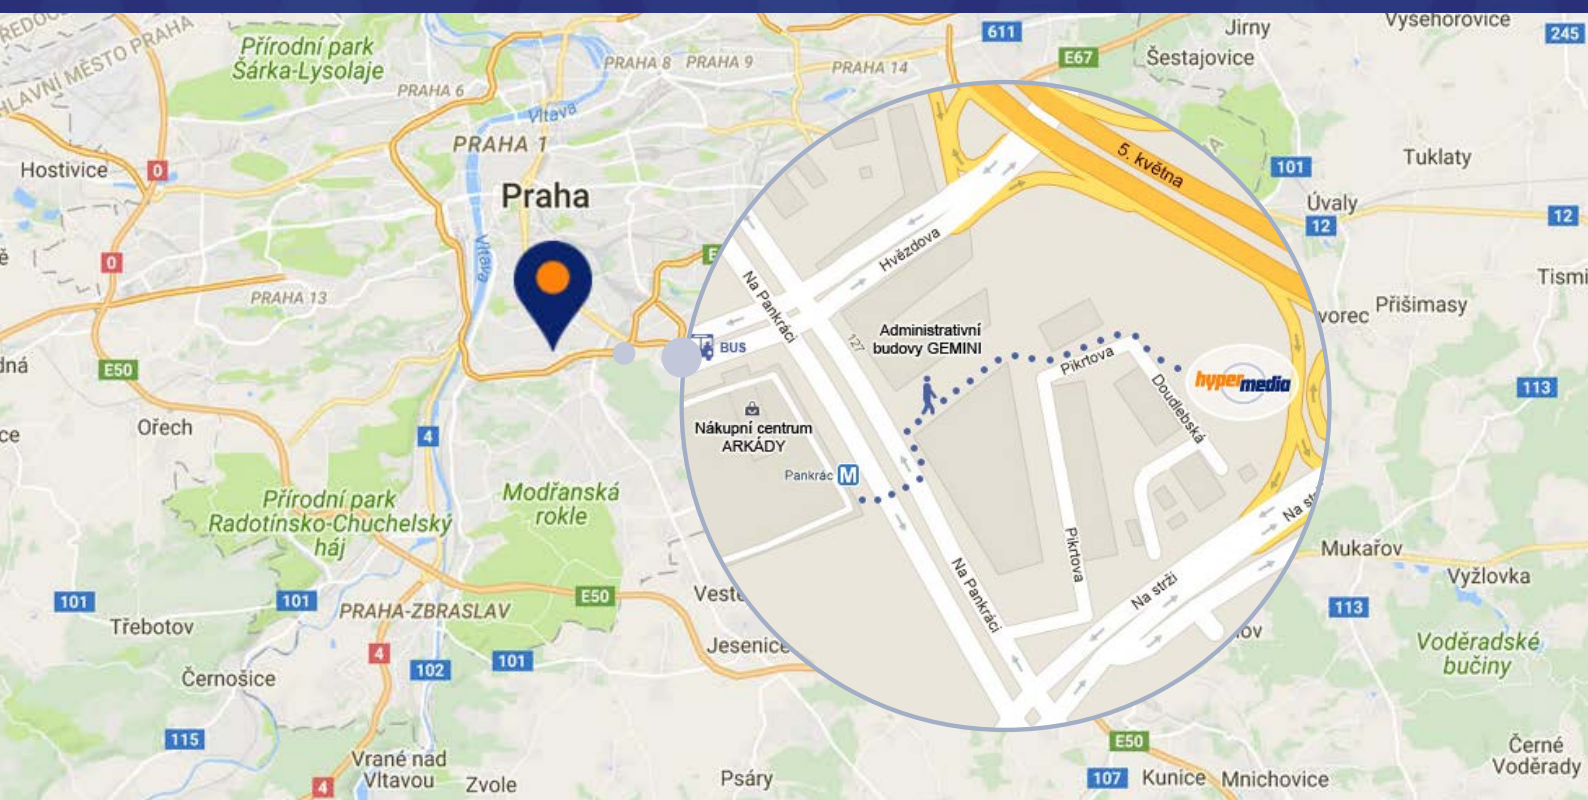 HLAVNÍ MĚSTO PRAHA
Přírodní park
Šárka-Lysolaje
PRAHA 6
PRAHA 8
PRAHA 9
PRAHA 14
611
Jirny
Vyšehořovice
245
E67
Šestajovice
Vltava
PRAHA 1
Hostivice
0
Praha
101
Tuklaty
Úvaly
12
12
0
Vltava
PRAHA 13
Tismi
Přišimasy
vorec
E50
113
Ořech
4
5. května
Hvězdova
Na Pankráci
127
BUS
Administrativní
budovy GEMINI
Pikrtova
Doudlebská
hypermedia
Nákupní centrum
ARKÁDY
Pankrác M
Pikrtova
Na Pankráci
Na strži
Na st
Přírodní park
Radotínsko-Chuchelský
háj
Modřanská
rokle
Mukařov
Vyžlovka
101
101
E50
Veste
113
PRAHA-ZBRASLAV
Třebotov
4
102
101
Jesenice
Voděradské
bučiny
Černošice
115
Vrané nad
Vltavou
4
Zvole
Psáry
E50
107
Kunice
Mnichovice
Černé
Voděrady